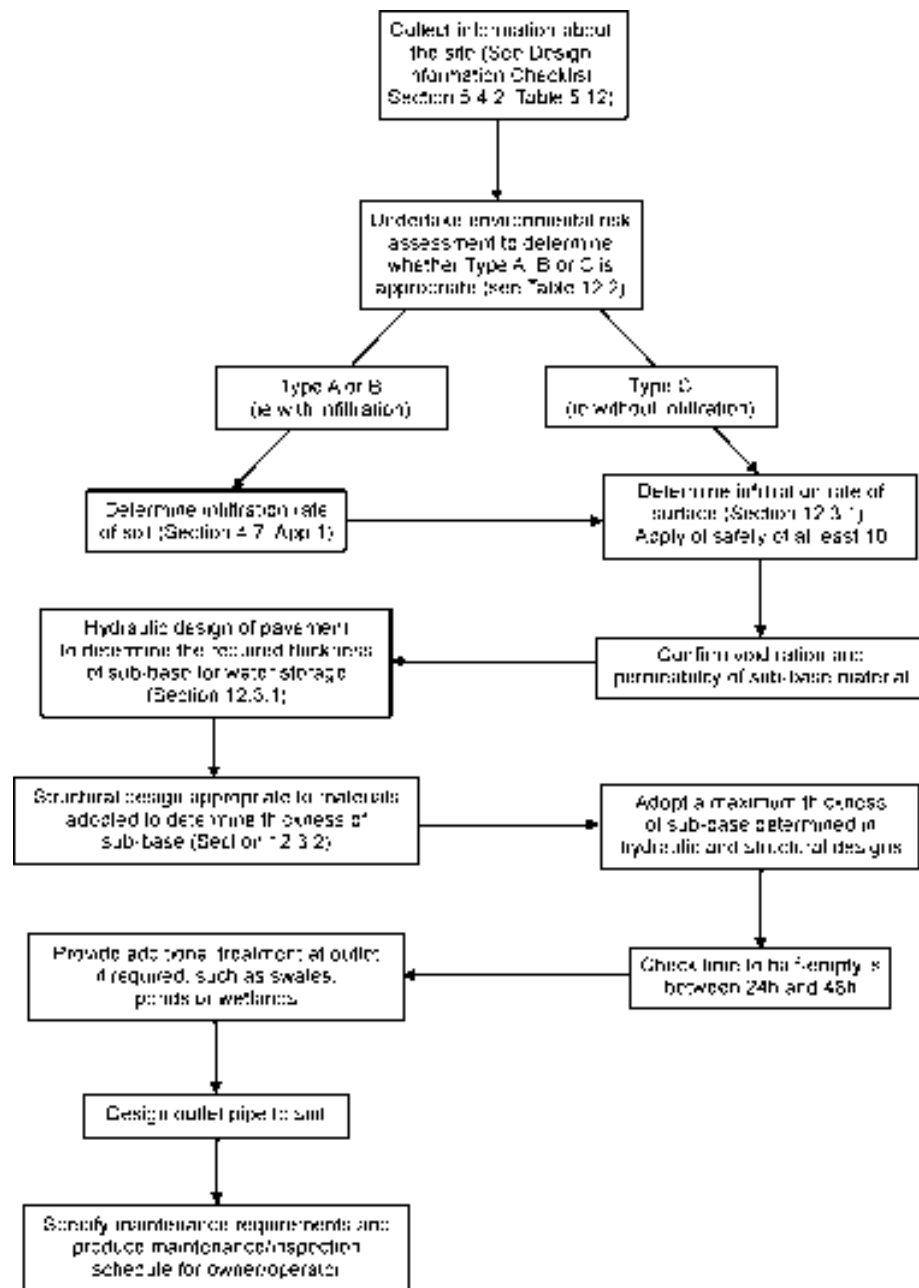 Collect information about
the site (See Design
Information Checklist
Section 5.4.2, Table 5.12)
Undertake environmental risk
assessment to determine
whether Type A, B or C is
appropriate (see Table 12.2)
Type A or B
(ie with infiltration)
Type C
(ie without infiltration)
Determine infiltration rate
of soil (Section 4.7, App 1)
Determine infiltration rate of
surface (Section 12.3.1)
Apply of safety of at least 10
Hydraulic design of pavement
to determine the required thickness
of sub-base for water storage
(Section 12.3.1)
Confirm void ration and
permeability of sub-base material
Structural design appropriate to materials
adopted to determine thickness of
sub-base (Section 12.3.2)
Adopt a maximum thickness
of sub-base determined in
hydraulic and structural designs
Provide additional treatment at outlet
if required, such as swales,
ponds or wetlands
Check time to half-empty is
between 24h and 48h
Design outlet pipe to suit
Specify maintenance requirements and
produce maintenance/inspection
schedule for owner/operator